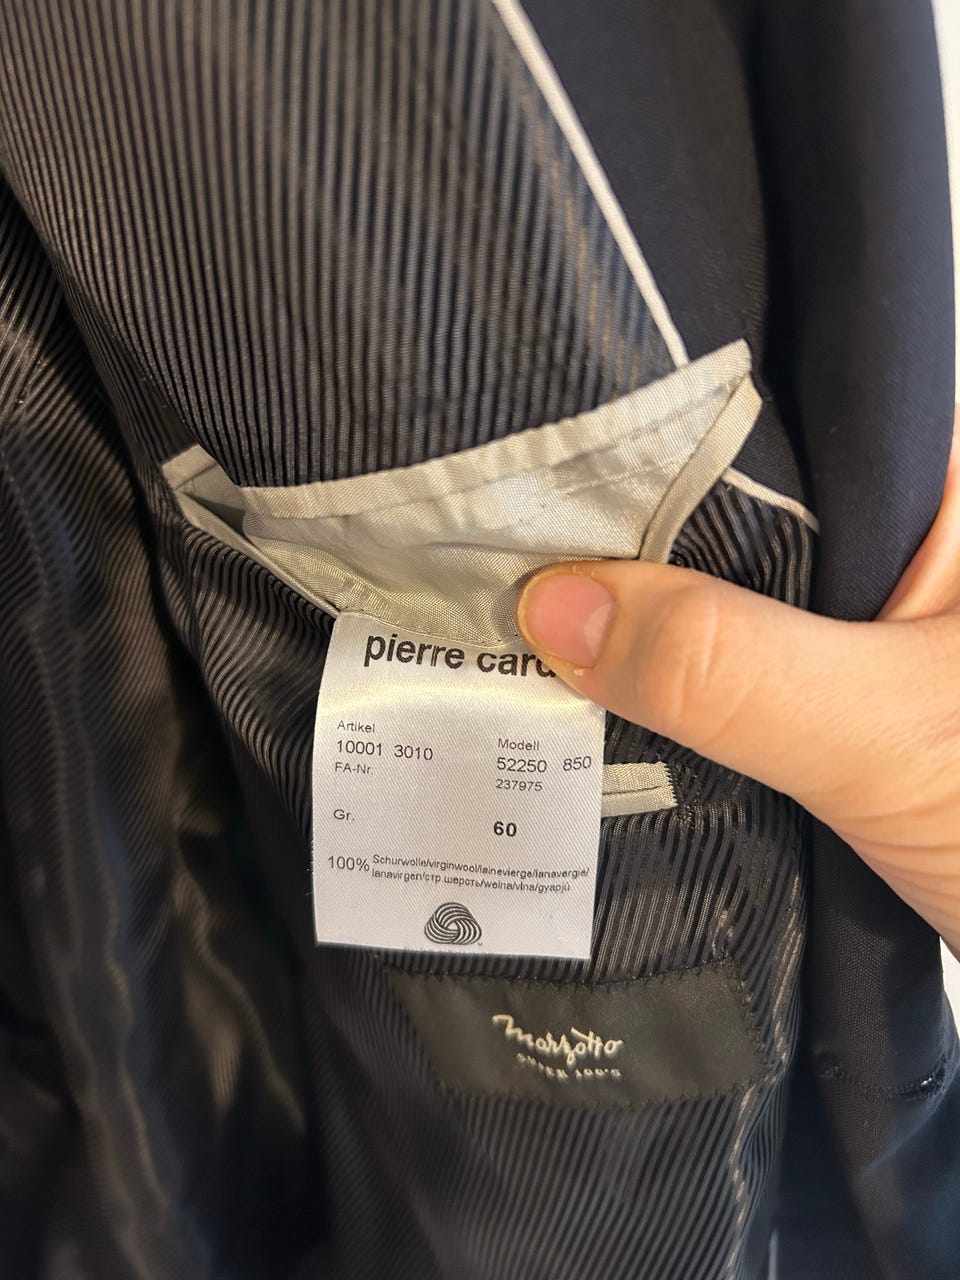 pierre card
Artikel
10001 3010
FA-Nr.
Modell
52250 850
237975
Gr.
60
100% Schurwolle/virginwool/lainevierge/lanavergie/
lanavirgen/стр.шерсть/wełna/vlna/gyapjú
Marzotto
SUPER 100'S